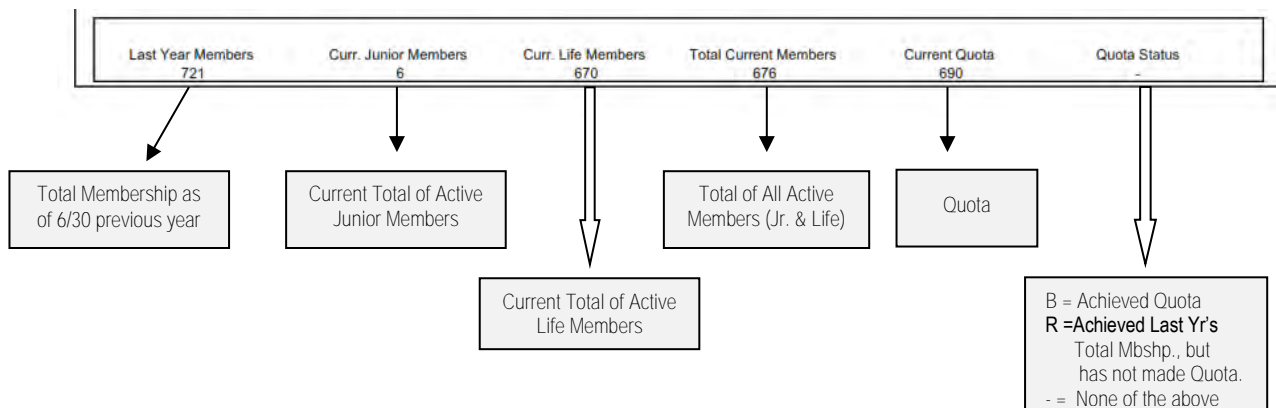 Last Year Members Curr. Junior Members Curr. Life Members Total Current Members Current Quota Quota Status
721 6 670 676 690 -
Total Membership as
of 6/30 previous year
Current Total of Active
Junior Members
Total of All Active
Members (Jr. & Life)
Quota
Current Total of Active
Life Members
B = Achieved Quota
R =Achieved Last Yr's
Total Mbshp., but
has not made Quota.
- = None of the above